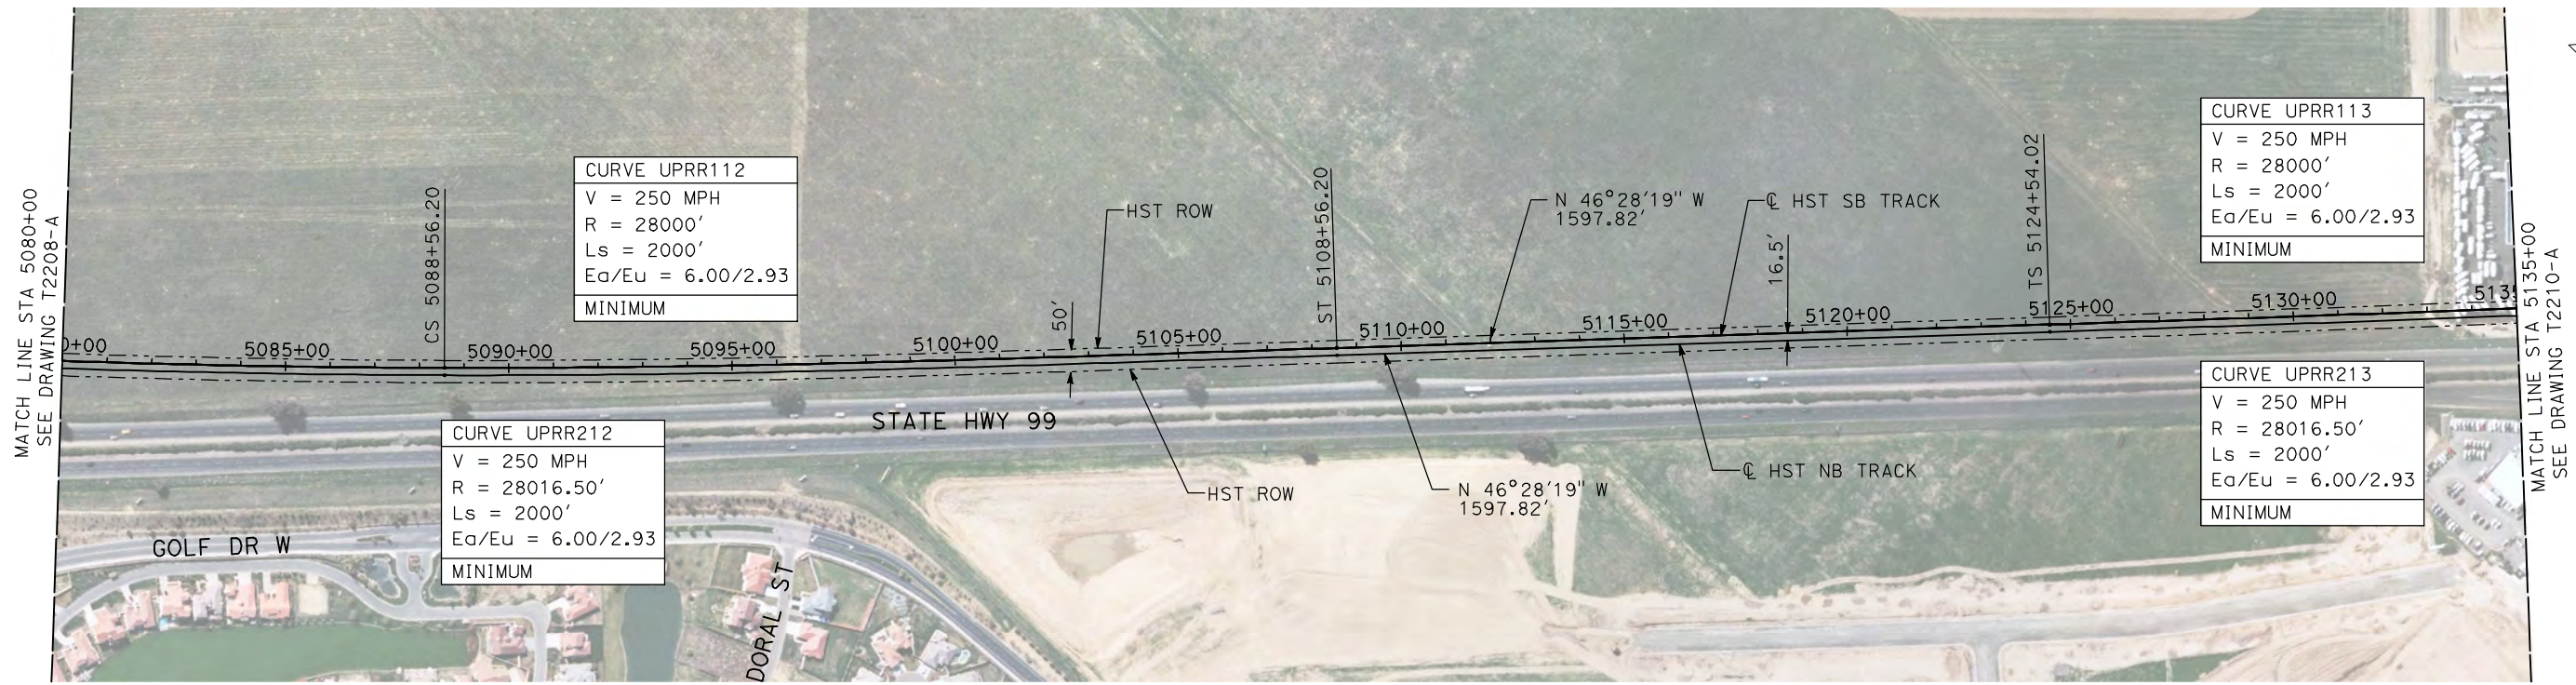 MATCH LINE STA 5080+00
SEE DRAWING T2208-A
CURVE UPRR112
V = 250 MPH
R = 28000'
Ls = 2000'
Ea/Eu = 6.00/2.93
MINIMUM
CURVE UPRR113
V = 250 MPH
R = 28000'
Ls = 2000'
Ea/Eu = 6.00/2.93
MINIMUM
CS 5088+56.20
HST ROW
50'
ST 5108+56.20
N 46°28'19" W
1597.82'
℄ HST SB TRACK
16.5'
TS 5124+54.02
0+00
5085+00
5090+00
5095+00
5100+00
5105+00
5110+00
5115+00
5120+00
5125+00
5130+00
5135
STATE HWY 99
HST ROW
N 46°28'19" W
1597.82'
℄ HST NB TRACK
CURVE UPRR212
V = 250 MPH
R = 28016.50'
Ls = 2000'
Ea/Eu = 6.00/2.93
MINIMUM
CURVE UPRR213
V = 250 MPH
R = 28016.50'
Ls = 2000'
Ea/Eu = 6.00/2.93
MINIMUM
GOLF DR W
DORAL ST
MATCH LINE STA 5135+00
SEE DRAWING T2210-A